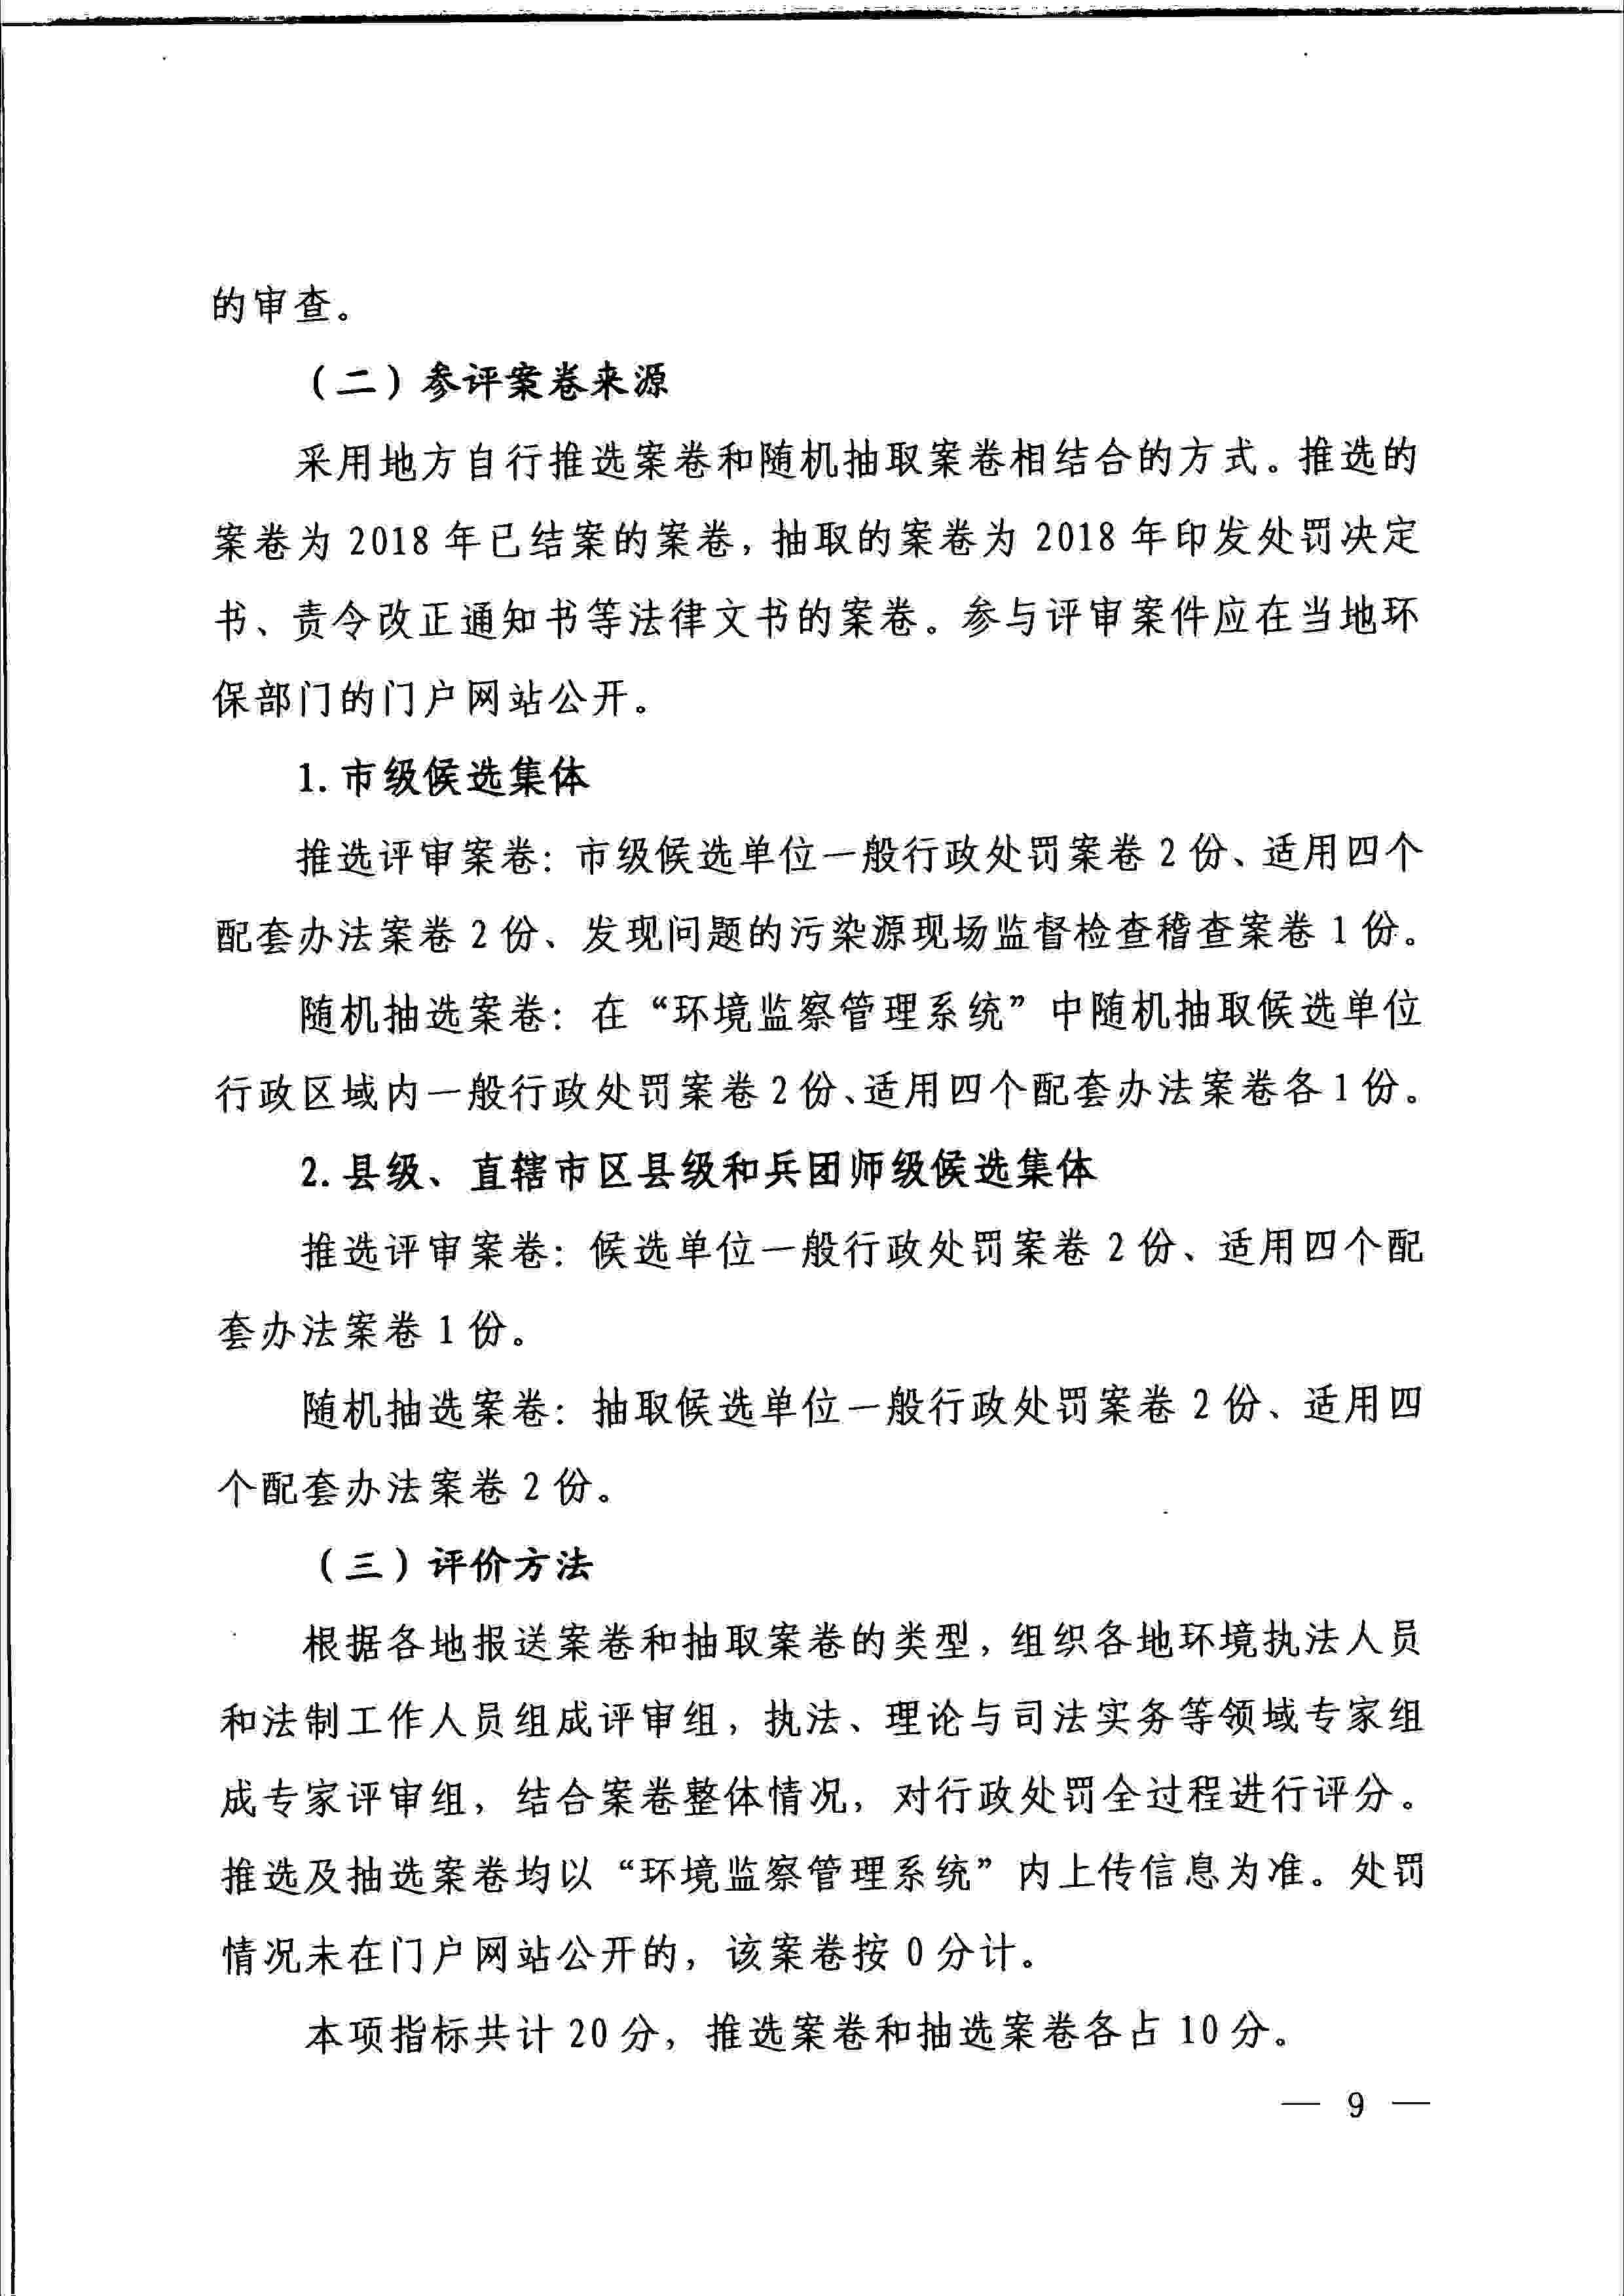 的审查。
（二）参评案卷来源
采用地方自行推选案卷和随机抽取案卷相结合的方式。推选的
案卷为 2018 年已结案的案卷，抽取的案卷为 2018 年印发处罚决定
书、责令改正通知书等法律文书的案卷。参与评审案件应在当地环
保部门的门户网站公开。
1. 市级候选集体
推选评审案卷：市级候选单位一般行政处罚案卷 2 份、适用四个
配套办法案卷 2 份、发现问题的污染源现场监督检查稽查案卷 1 份。
随机抽选案卷：在“环境监察管理系统”中随机抽取候选单位
行政区域内一般行政处罚案卷 2 份、适用四个配套办法案卷各 1 份。
2. 县级、直辖市区县级和兵团师级候选集体
推选评审案卷：候选单位一般行政处罚案卷 2 份、适用四个配
套办法案卷 1 份。
随机抽选案卷：抽取候选单位一般行政处罚案卷 2 份、适用四
个配套办法案卷 2 份。
（三）评价方法
根据各地报送案卷和抽取案卷的类型，组织各地环境执法人员
和法制工作人员组成评审组，执法、理论与司法实务等领域专家组
成专家评审组，结合案卷整体情况，对行政处罚全过程进行评分。
推选及抽选案卷均以“环境监察管理系统”内上传信息为准。处罚
情况未在门户网站公开的，该案卷按 0 分计。
本项指标共计 20 分，推选案卷和抽选案卷各占 10 分。
— 9 —